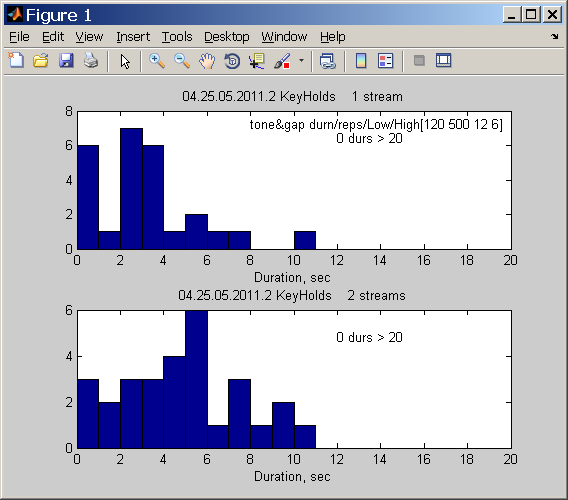 Figure 1
File Edit View Insert Tools Desktop Window Help
04.25.05.2011.2 KeyHolds 1 stream
tone&gap durn/reps/Low/High[120 500 12 6]
0 durs > 20
8
6
4
2
0
0 2 4 6 8 10 12 14 16 18 20
Duration, sec
04.25.05.2011.2 KeyHolds 2 streams
0 durs > 20
6
4
2
0
0 2 4 6 8 10 12 14 16 18 20
Duration, sec